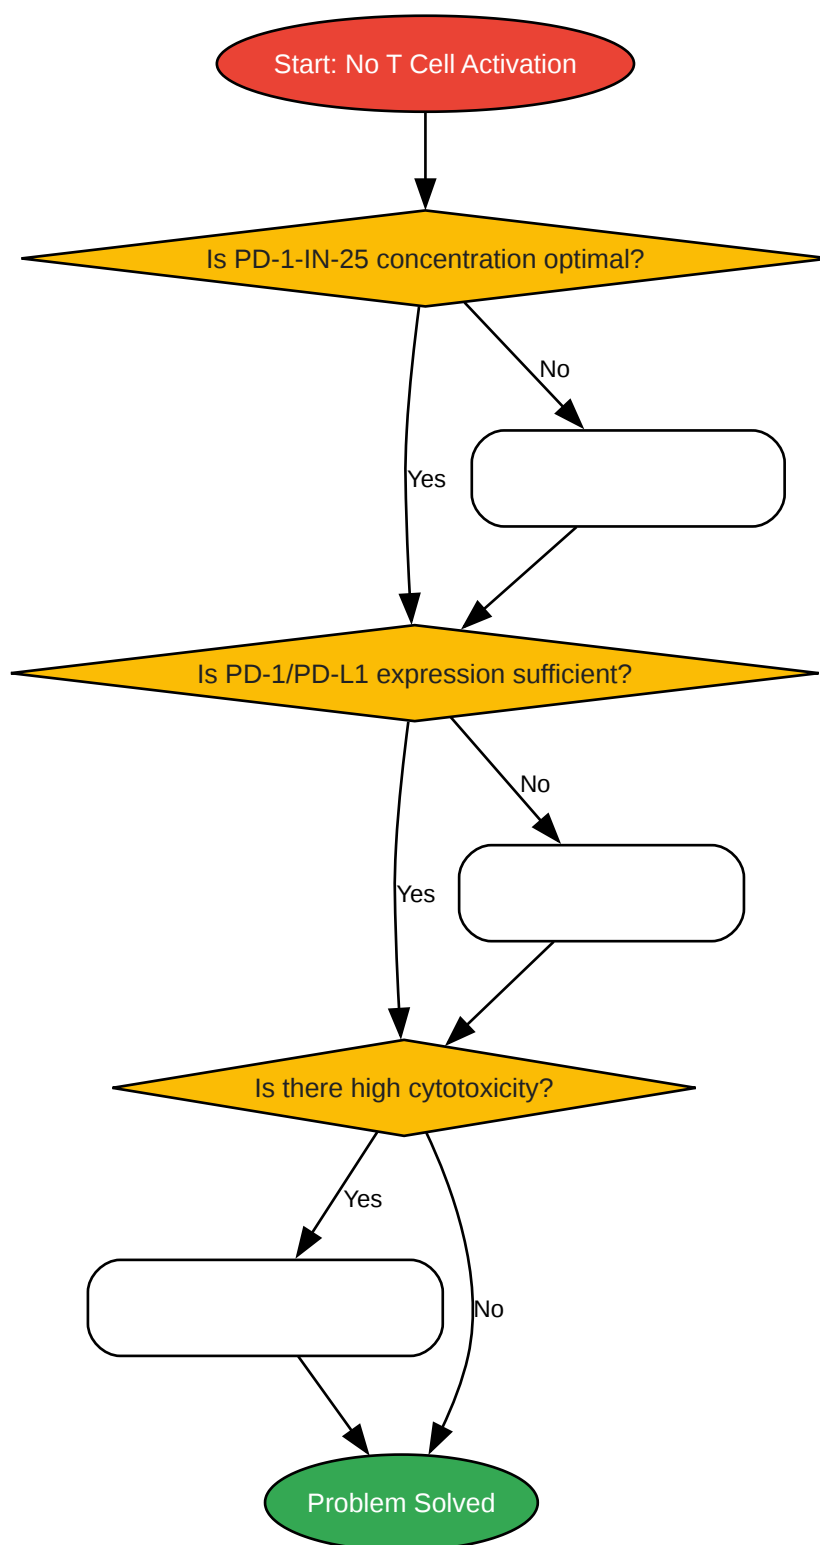 Start: No T Cell Activation
Is PD-1-IN-25 concentration optimal?
No
Yes
Is PD-1/PD-L1 expression sufficient?
No
Yes
Is there high cytotoxicity?
Yes
No
Problem Solved